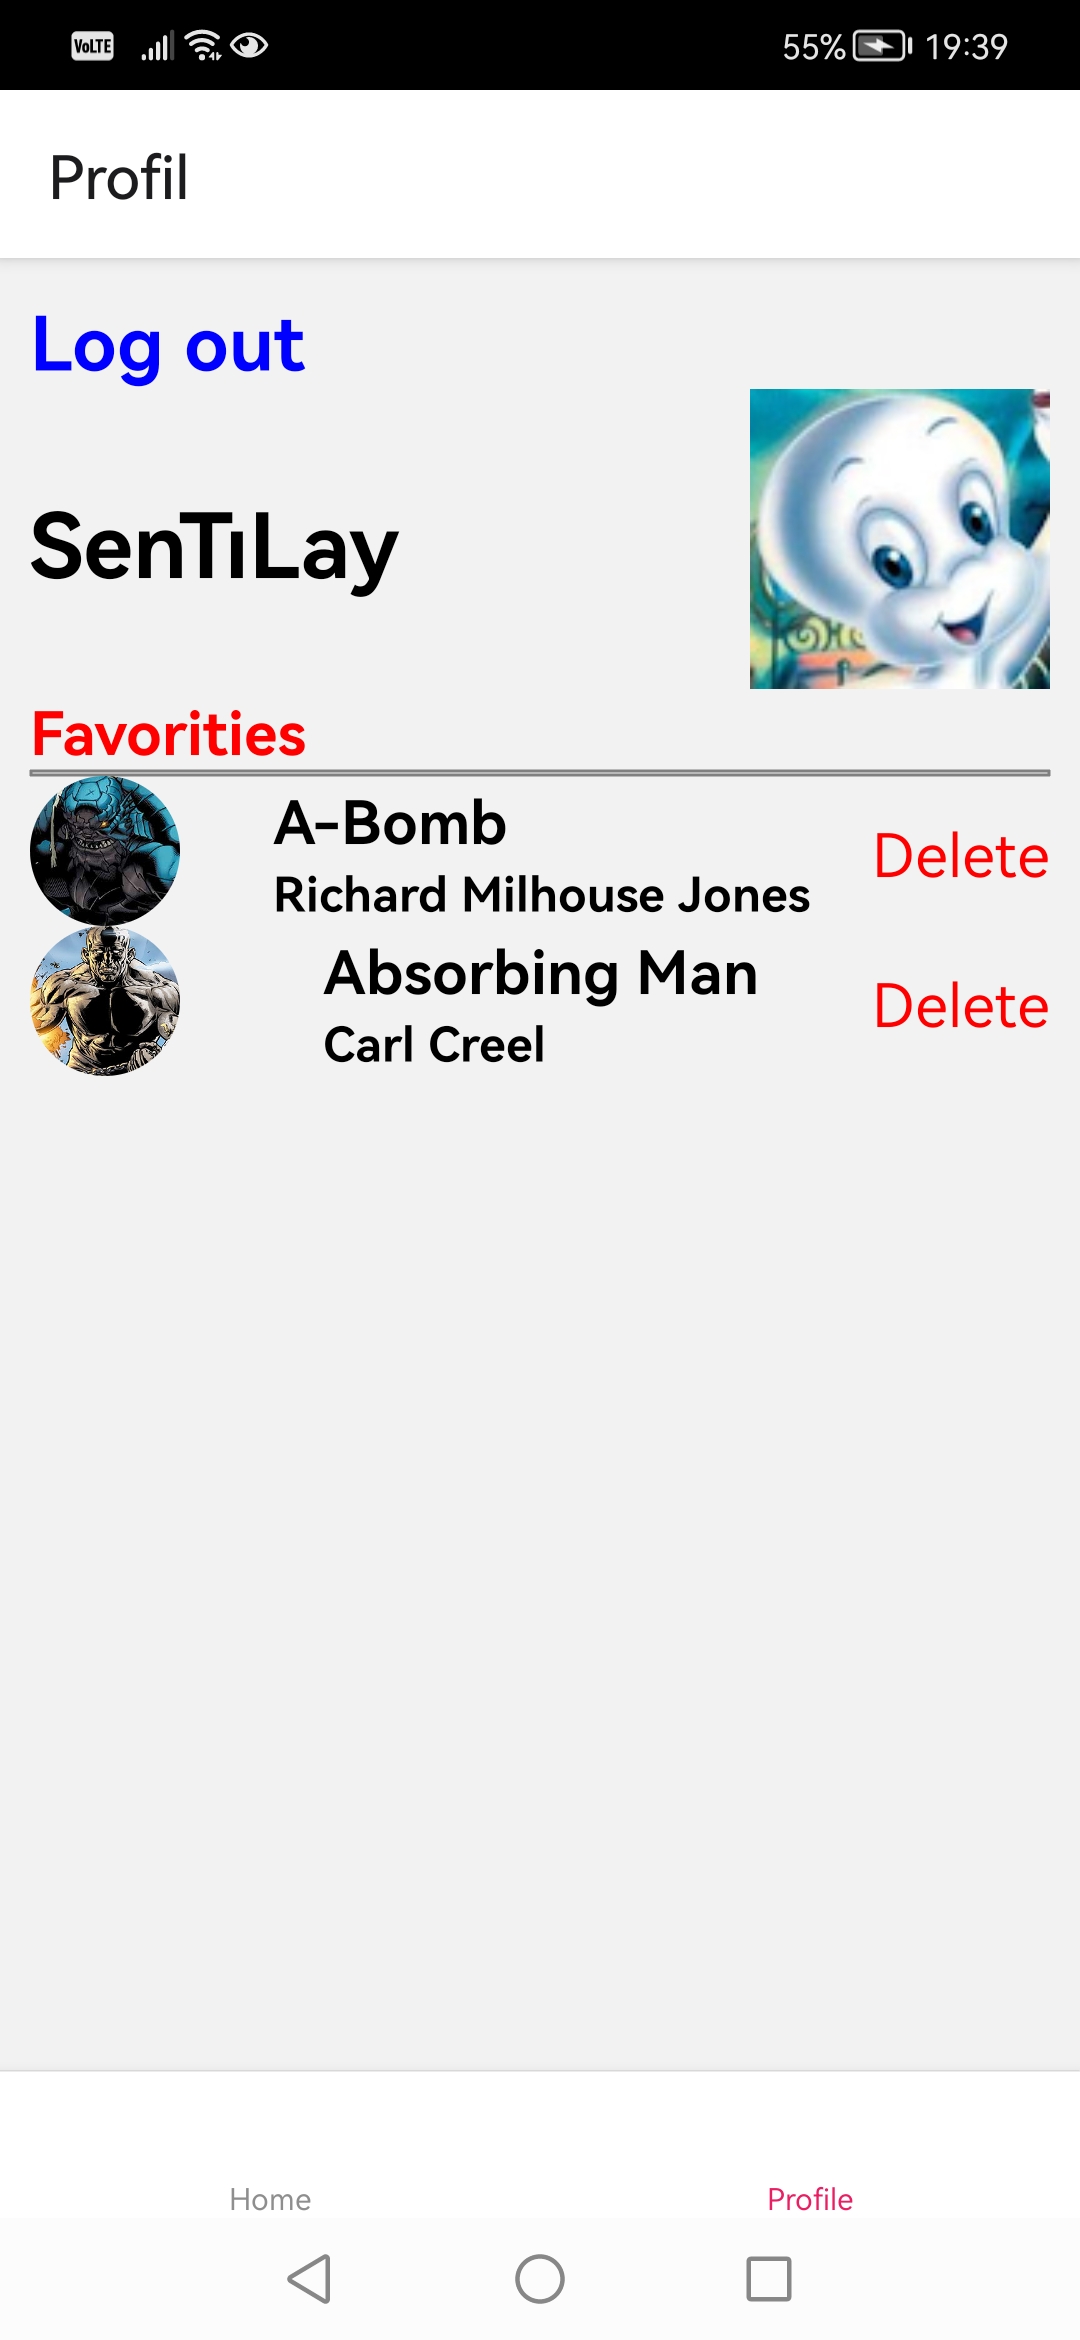 VoLTE 55% 19:39
Profil
Log out
SenTıLay
Favorities
A-Bomb
Richard Milhouse Jones
Delete
Absorbing Man
Carl Creel
Delete
Home Profile